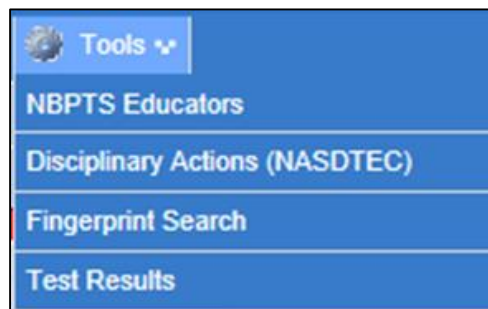 Tools
NBPTS Educators
Disciplinary Actions (NASDTEC)
Fingerprint Search
Test Results